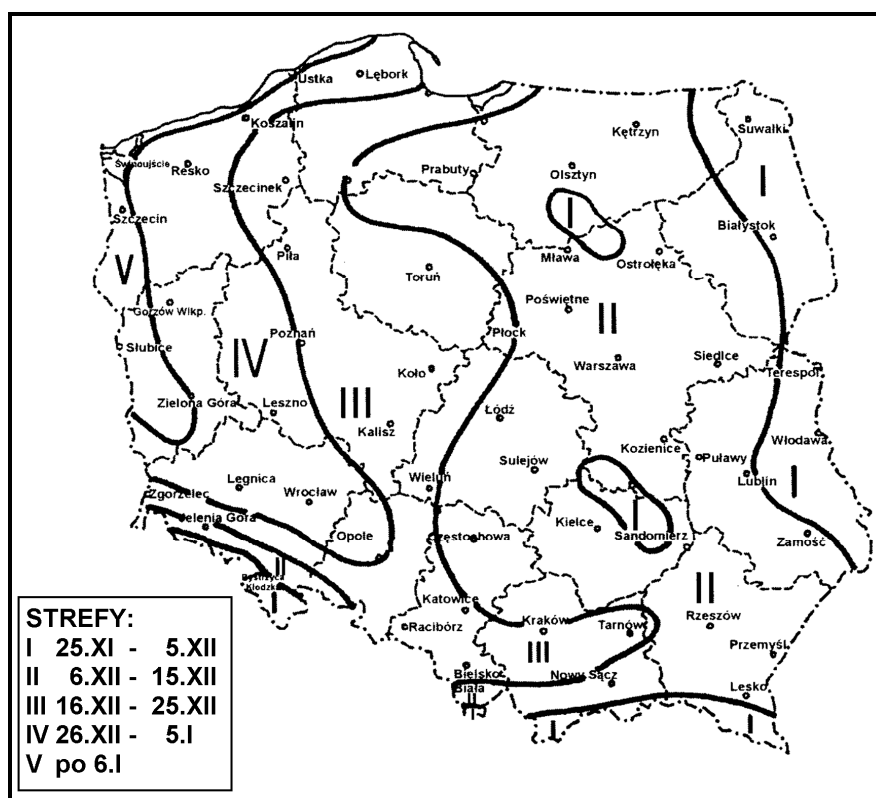 Ustka
Lębork
Koszalin
Kętrzyn
Suwałki
Świnoujście
Resko
Prabuty
Olsztyn
I
Szczecinek
I
Szczecin
Białystok
Piła
Mława
Ostrołęka
V
Toruń
Gorzów Wlkp.
Poświętne
II
Poznań
Płock
Słubice
IV
Warszawa
Siedlce
Koło
Terespol
Zielona Góra
Leszno
III
Łódź
Kalisz
Kozienice
Włodawa
Sulejów
Puławy
Legnica
Wieluń
Lublin
I
Zgorzelec
Wrocław
Jelenia Góra
Opole
Częstochowa
Kielce
I
Sandomierz
Zamość
II
Bystrzyca
Kłodzka
I
II
Katowice
Kraków
Tarnów
Rzeszów
Racibórz
III
Przemyśl
Bielsko
Biała
Nowy Sącz
Lesko
II
I
I
STREFY:
I 25.XI - 5.XII
II 6.XII - 15.XII
III 16.XII - 25.XII
IV 26.XII - 5.I
V po 6.I